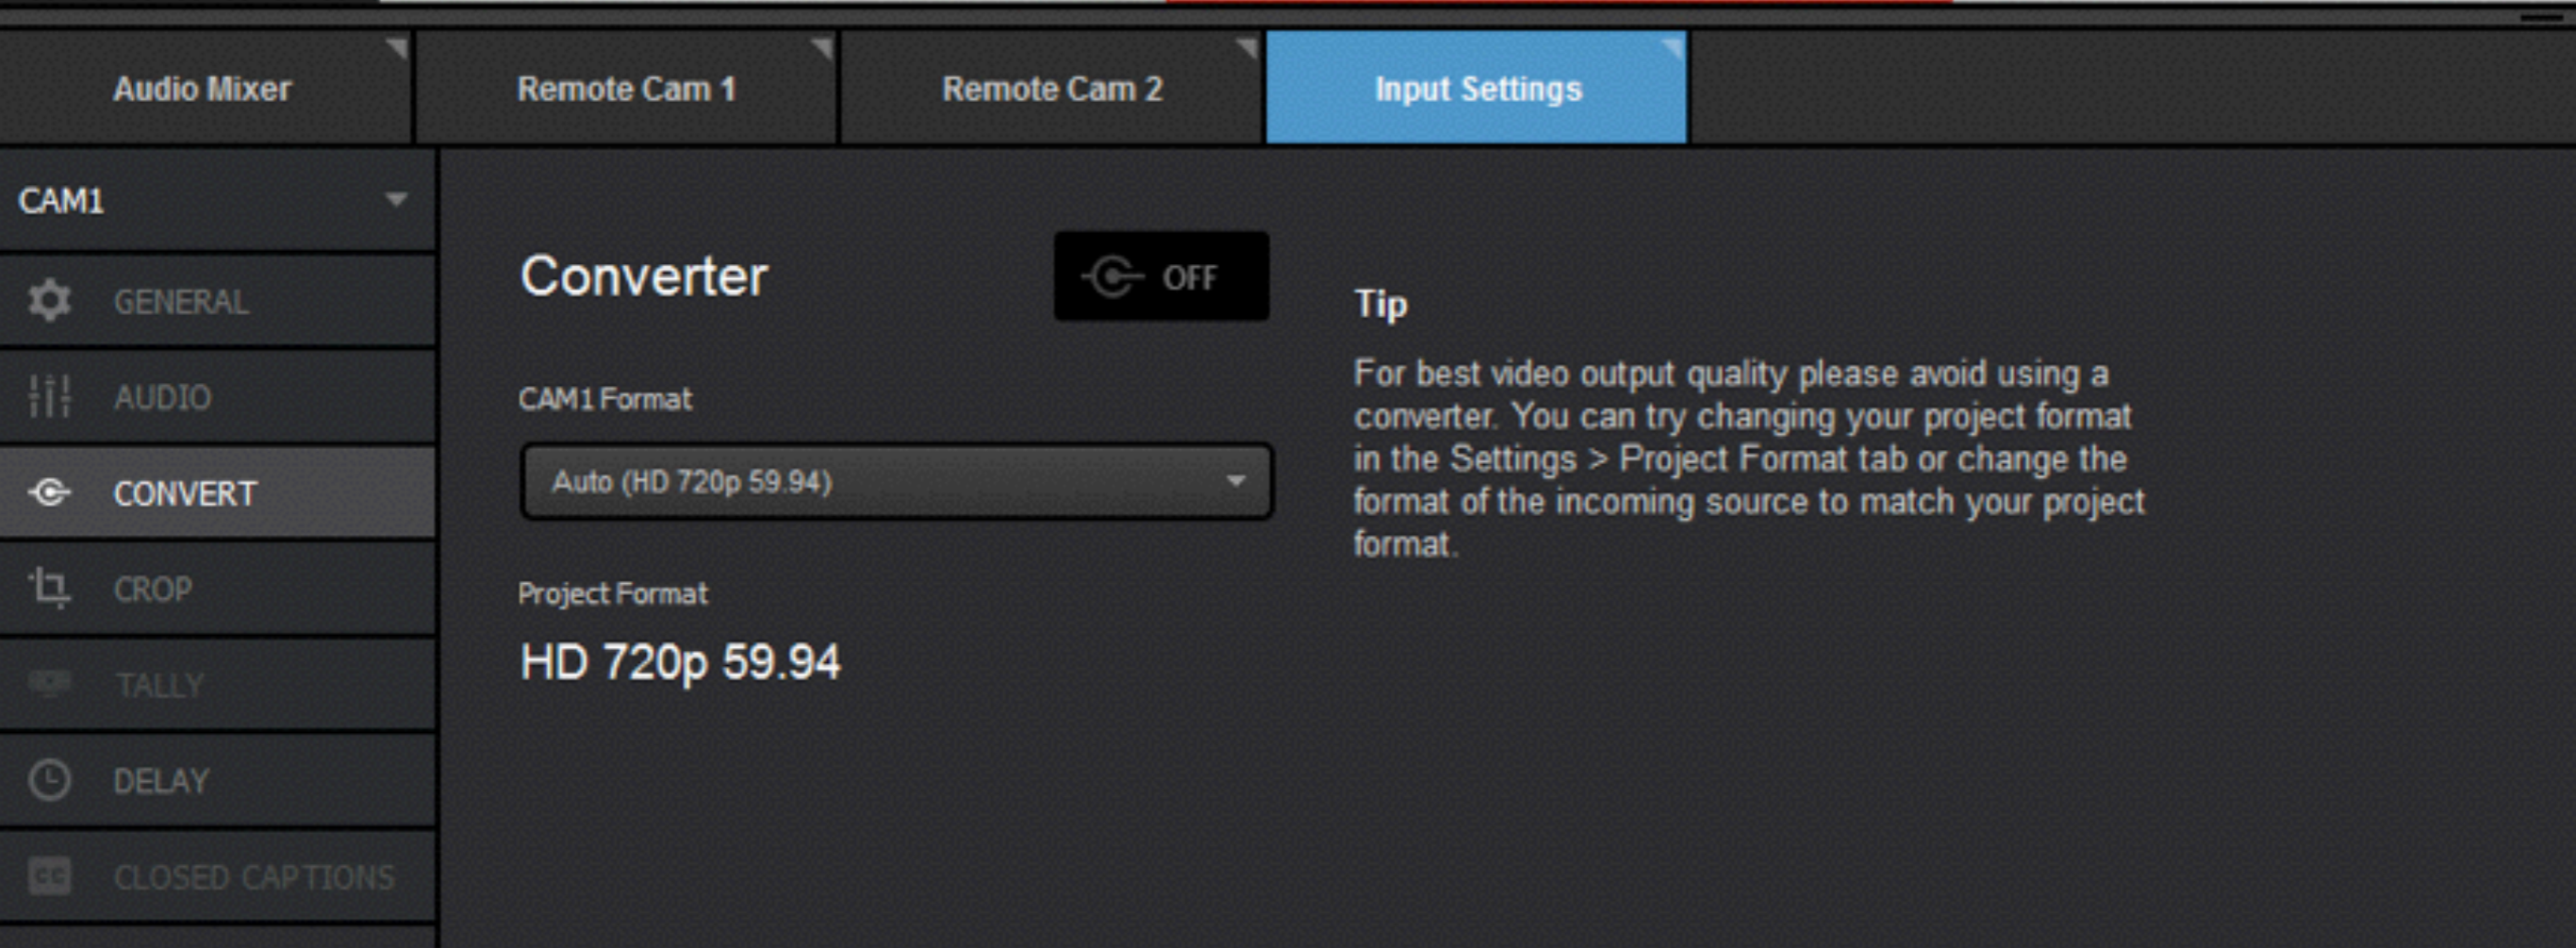 Audio Mixer
Remote Cam 1
Remote Cam 2
Input Settings
CAM1
GENERAL
AUDIO
CONVERT
CROP
TALLY
DELAY
CC CLOSED CAPTIONS
Converter
OFF
CAM1 Format
Auto (HD 720p 59.94)
Project Format
HD 720p 59.94
Tip
For best video output quality please avoid using a
converter. You can try changing your project format
in the Settings > Project Format tab or change the
format of the incoming source to match your project
format.